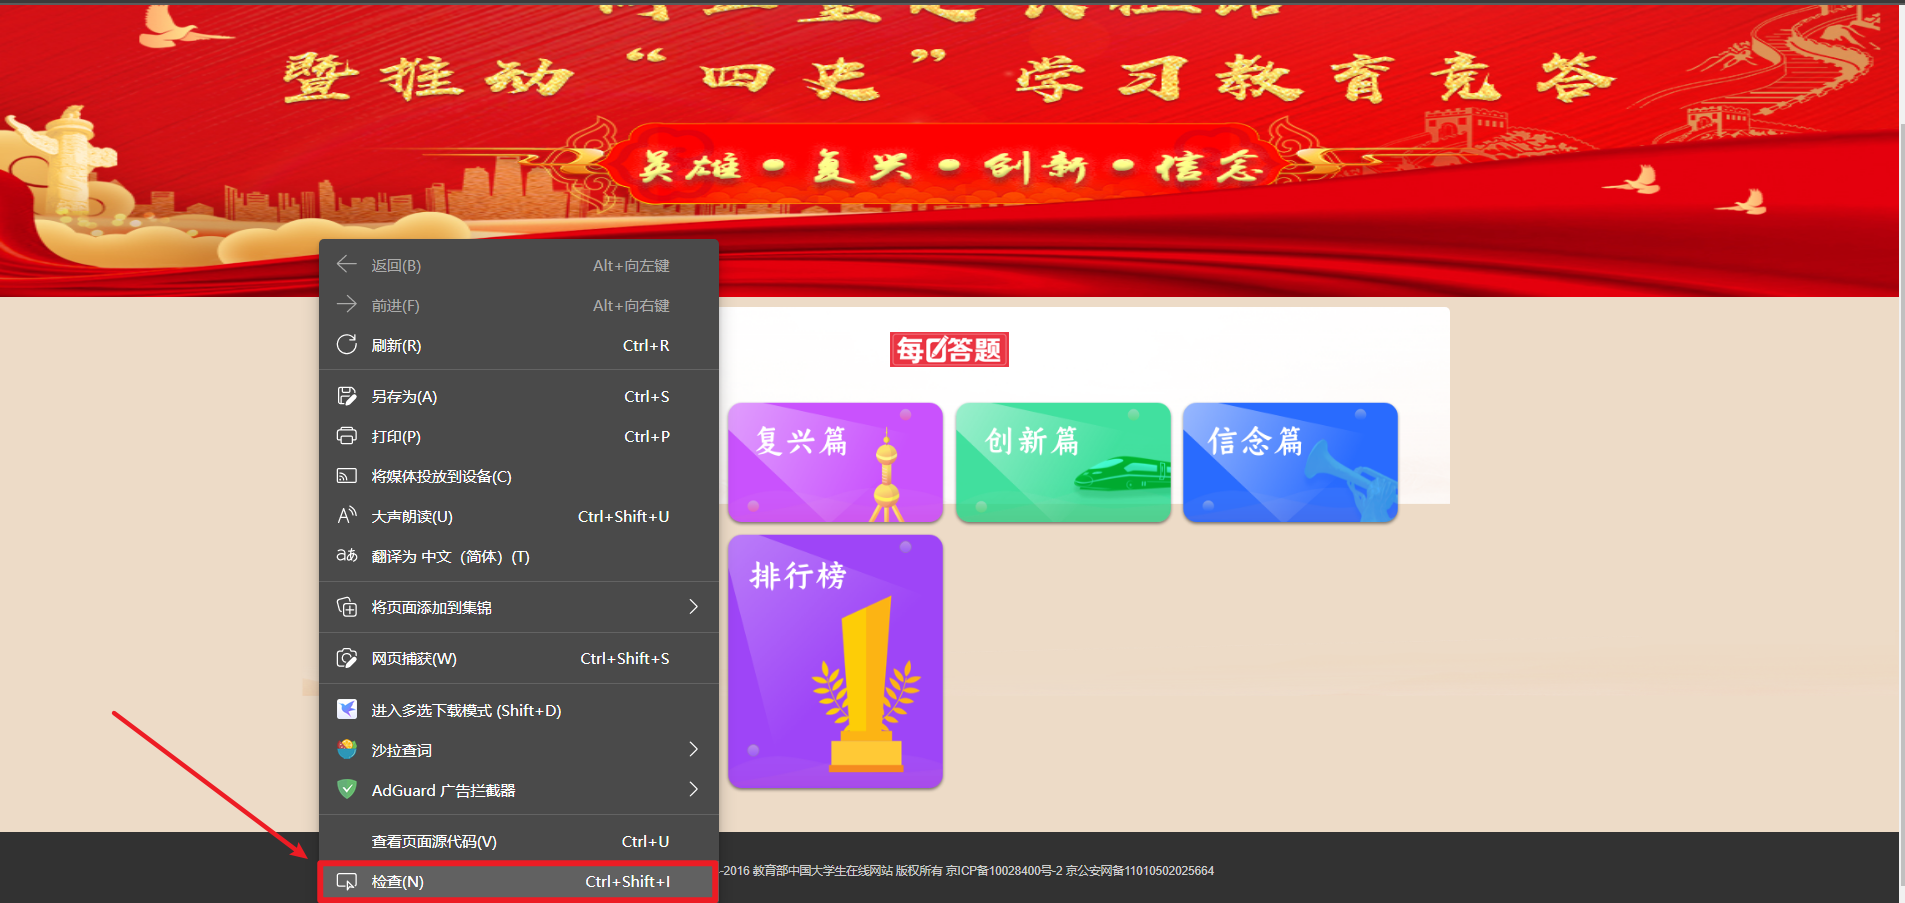 暨推动“四史”学习教育竞答
英雄·复兴·创新·信念
返回(B) Alt+向左键
前进(F) Alt+向右键
刷新(R) Ctrl+R
另存为(A) Ctrl+S
打印(P) Ctrl+P
将媒体投放到设备(C)
大声朗读(U) Ctrl+Shift+U
翻译为 中文（简体）(T)
将页面添加到集锦
网页捕获(W) Ctrl+Shift+S
进入多选下载模式 (Shift+D)
沙拉查词
AdGuard 广告拦截器
查看页面源代码(V) Ctrl+U
检查(N) Ctrl+Shift+I
每日答题
复兴篇
创新篇
信念篇
排行榜
-2016 教育部中国大学生在线网站 版权所有 京ICP备10028400号-2 京公安网备11010502025664